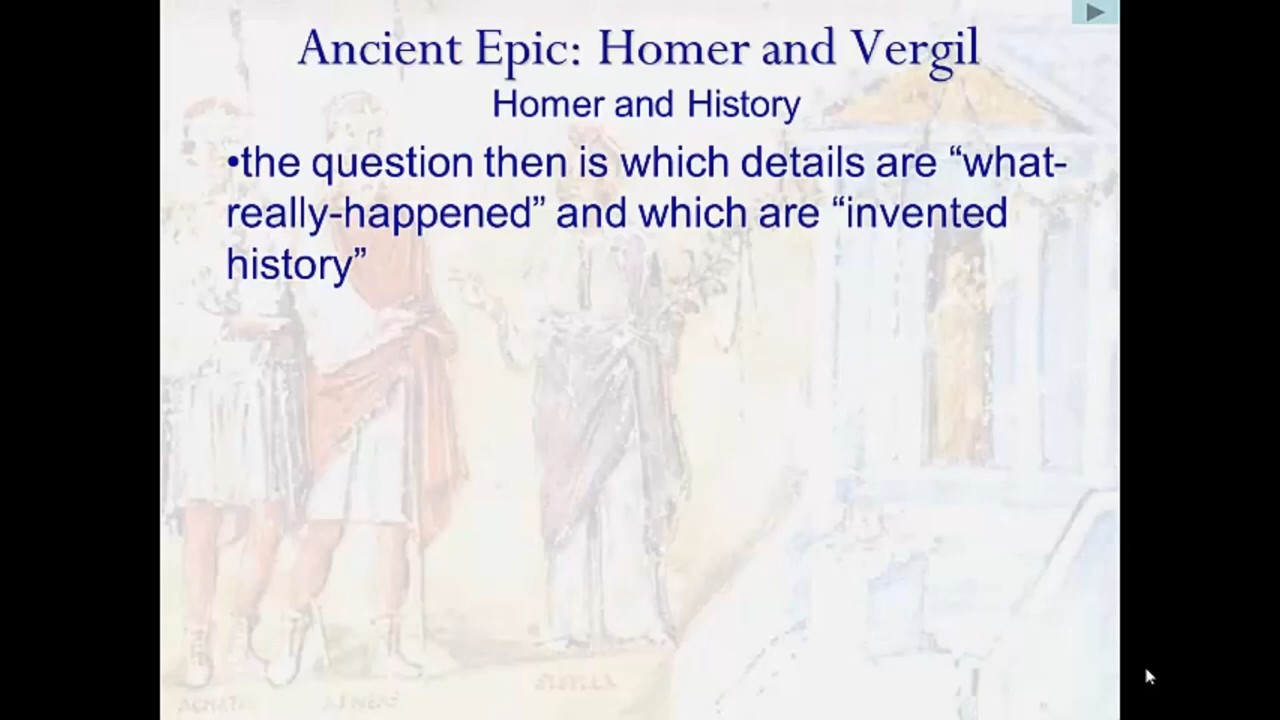 Ancient Epic: Homer and Vergil
Homer and History
•the question then is which details are “what-
really-happened” and which are “invented
history”